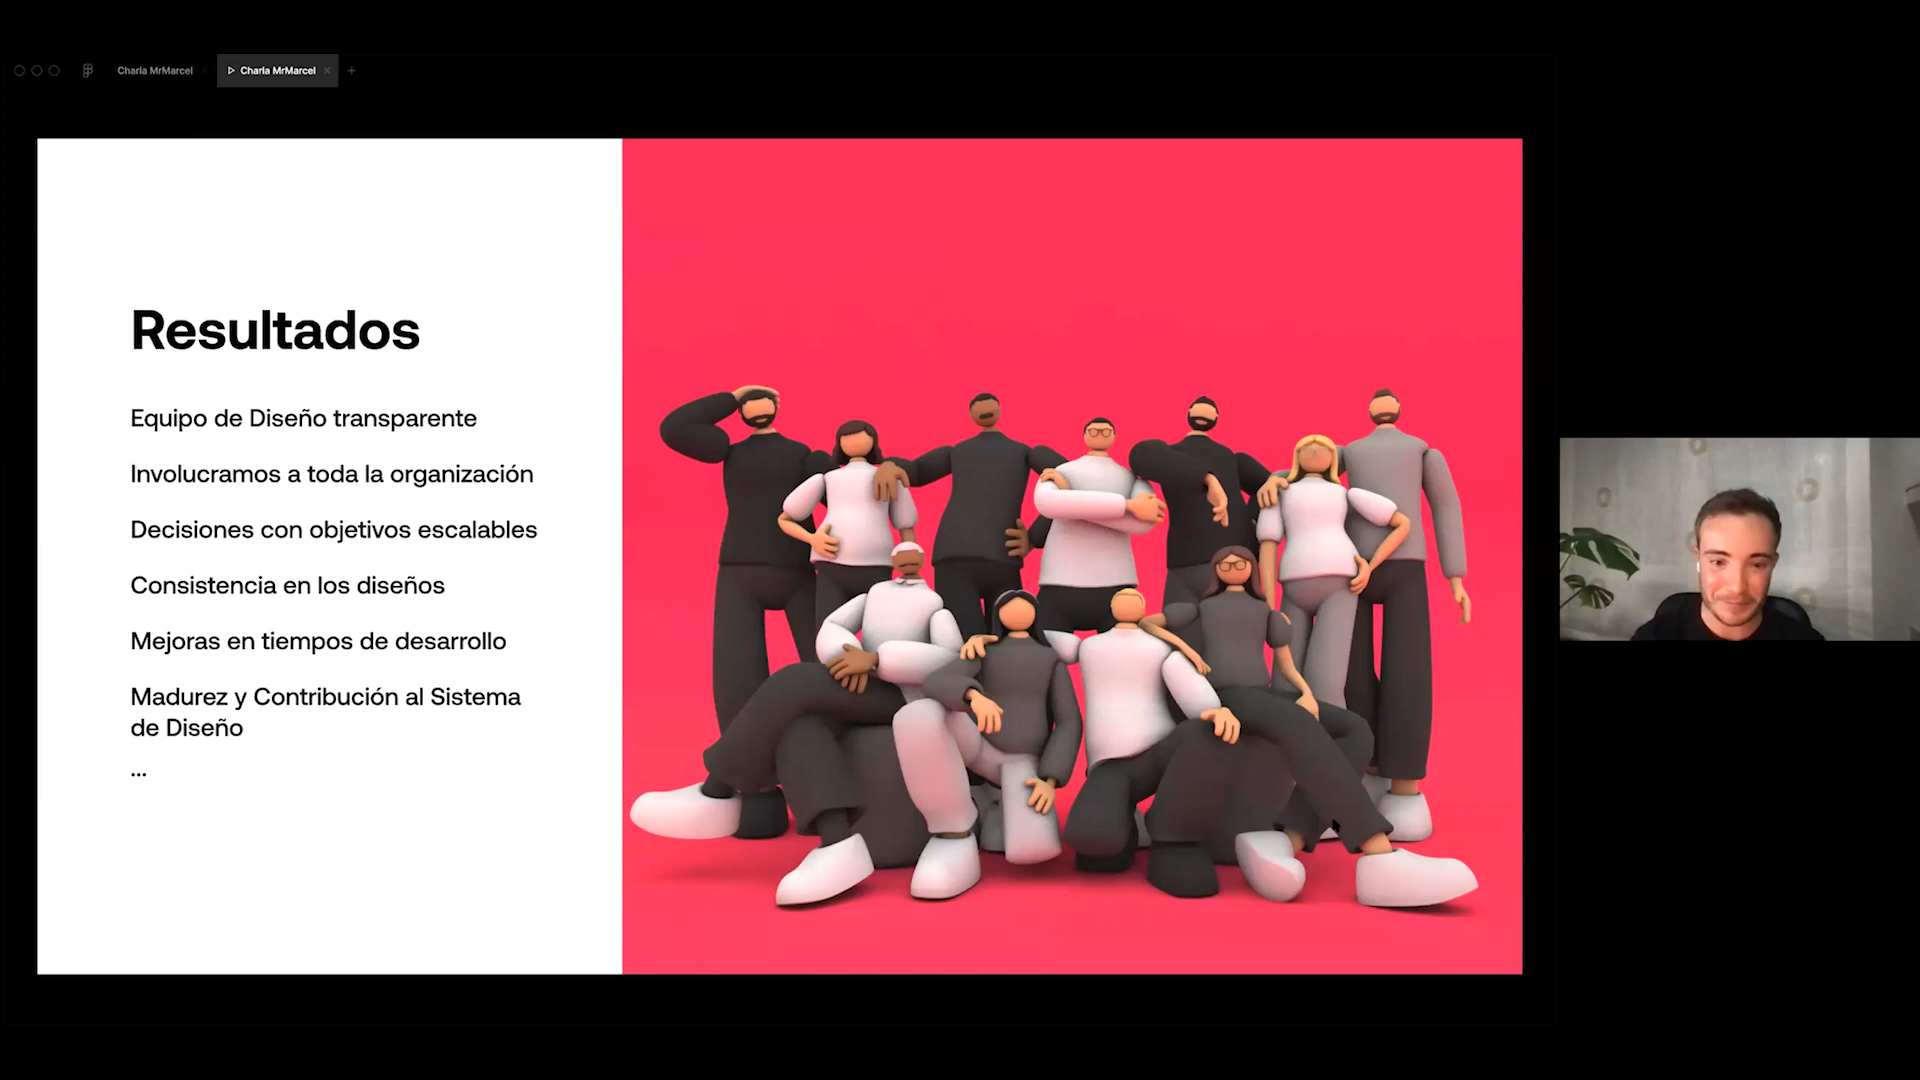 Charla MrMarcel
Charla MrMarcel
Resultados
Equipo de Diseño transparente
Involucramos a toda la organización
Decisiones con objetivos escalables
Consistencia en los diseños
Mejoras en tiempos de desarrollo
Madurez y Contribución al Sistema
de Diseño
...